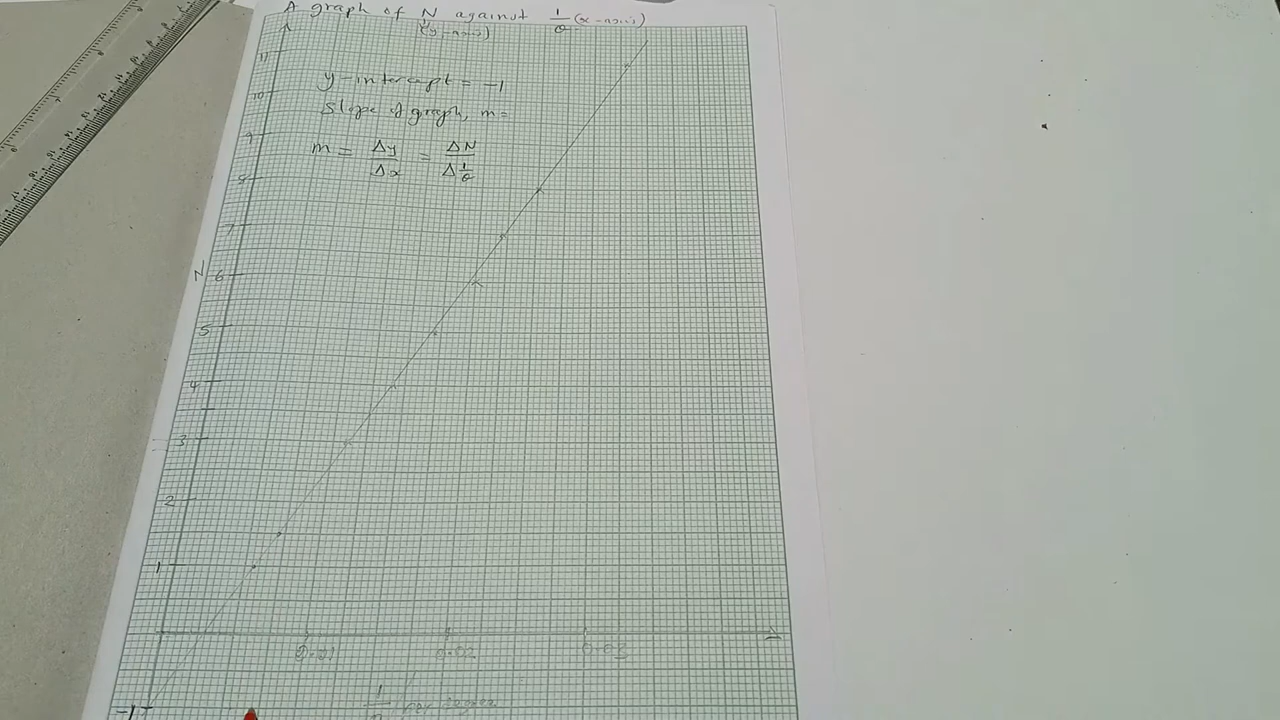 A graph of N against 1/θ (x-axis)
(y-axis)
11
y-intercept = -1
10
Slope of graph, m=
9
m = Δy/Δx = ΔN/Δ1/θ
8
7
N 6
5
4
3
2
1
0.01 0.02 0.03
-1